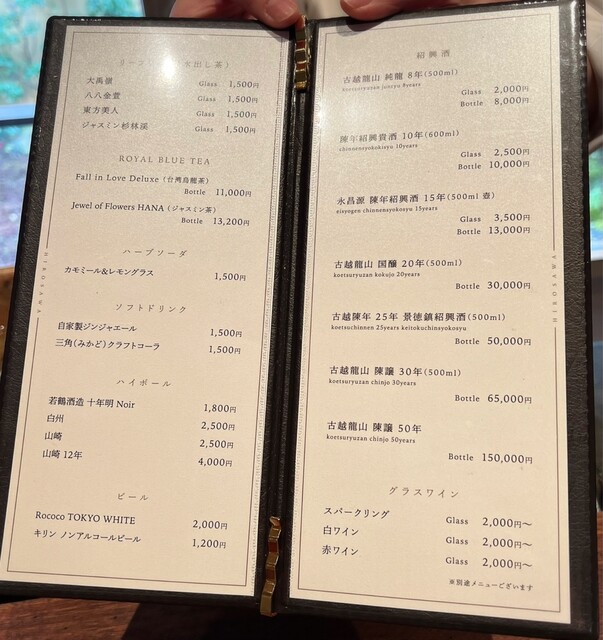 リーフ 水出し茶)
大禹嶺 Glass 1,500円
八八金萱 Glass 1,500円
東方美人 Glass 1,500円
ジャスミン杉林渓 Glass 1,500円
ROYAL BLUE TEA
Fall in Love Deluxe (台湾烏龍茶)
Bottle 11,000円
Jewel of Flowers HANA (ジャスミン茶)
Bottle 13,200円
ハーブソーダ
カモミール&レモングラス 1,500円
ソフトドリンク
自家製ジンジャエール 1,500円
三角(みかど)クラフトコーラ 1,500円
ハイボール
若鶴酒造 十年明 Noir 1,800円
白州 2,500円
山崎 2,500円
山崎 12年 4,000円
ビール
Rococo TOKYO WHITE 2,000円
キリン ノンアルコールビール 1,200円
HIROSAWA
紹興酒
古越龍山 純龍 8年(500ml)
koetsuryuzan junryu 8years
Glass 2,000円
Bottle 8,000円
陳年紹興貴酒 10年(600ml)
chinnensyokokisyu 10years
Glass 2,500円
Bottle 10,000円
永昌源 陳年紹興酒 15年(500ml 壺)
eisyogen chinnensyokosyu 15years
Glass 3,500円
Bottle 13,000円
古越龍山 国醸 20年(500ml)
koetsuryuzan kokujo 20years
Bottle 30,000円
古越陳年 25年 景徳鎮紹興酒(500ml)
koetsuchinnen 25years keitokuchinsyokosyu
Bottle 50,000円
古越龍山 陳譲 30年(500ml)
koetsuryuzan chinjo 30years
Bottle 65,000円
古越龍山 陳譲 50年
koetsuryuzan chinjo 50years
Bottle 150,000円
グラスワイン
スパークリング Glass 2,000円〜
白ワイン Glass 2,000円〜
赤ワイン Glass 2,000円〜
※別途メニューございます
HIROSAWA